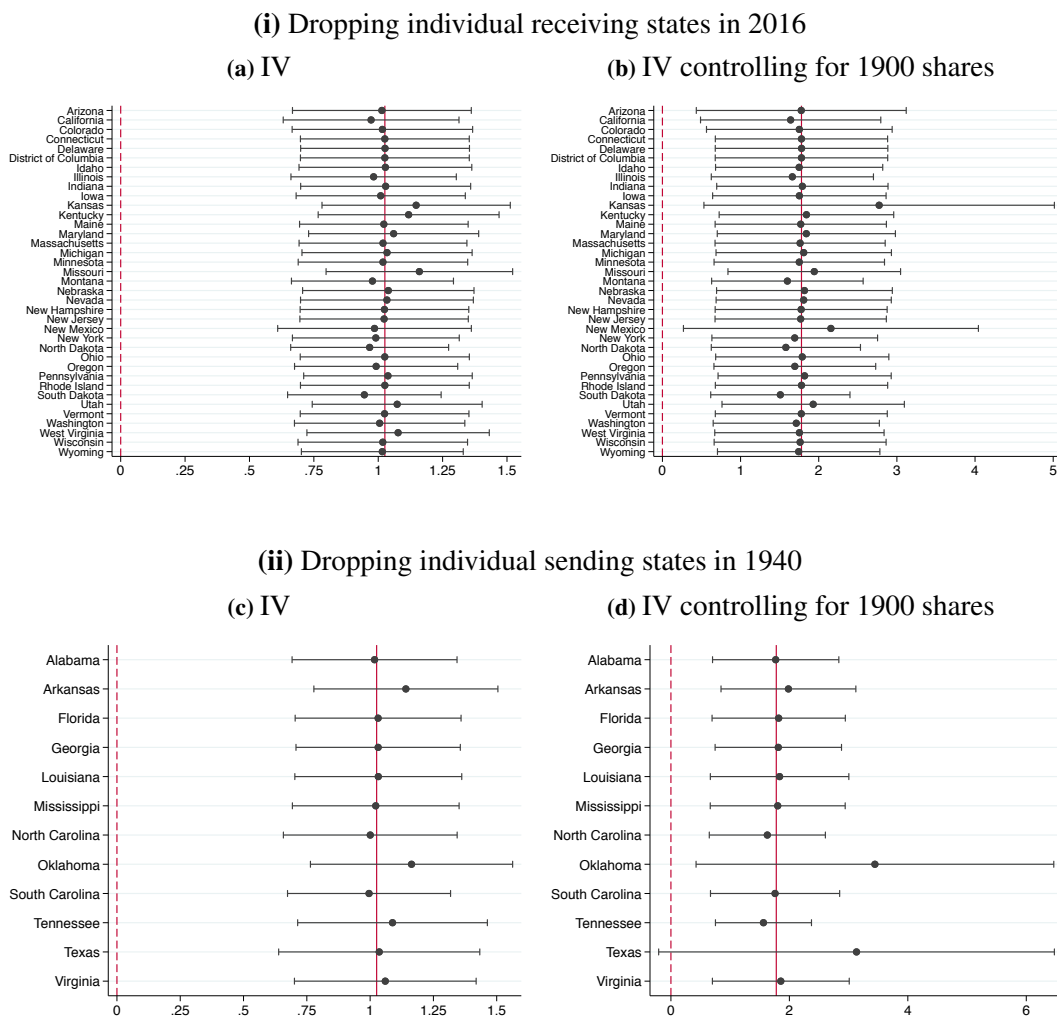 (i) Dropping individual receiving states in 2016
(a) IV
(b) IV controlling for 1900 shares
Arizona
California
Colorado
Connecticut
Delaware
District of Columbia
Idaho
Illinois
Indiana
Iowa
Kansas
Kentucky
Maine
Maryland
Massachusetts
Michigan
Minnesota
Missouri
Montana
Nebraska
Nevada
New Hampshire
New Jersey
New Mexico
New York
North Dakota
Ohio
Oregon
Pennsylvania
Rhode Island
South Dakota
Utah
Vermont
Washington
West Virginia
Wisconsin
Wyoming
0 .25 .5 .75 1 1.25 1.5
Arizona
California
Colorado
Connecticut
Delaware
District of Columbia
Idaho
Illinois
Indiana
Iowa
Kansas
Kentucky
Maine
Maryland
Massachusetts
Michigan
Minnesota
Missouri
Montana
Nebraska
Nevada
New Hampshire
New Jersey
New Mexico
New York
North Dakota
Ohio
Oregon
Pennsylvania
Rhode Island
South Dakota
Utah
Vermont
Washington
West Virginia
Wisconsin
Wyoming
0 1 2 3 4 5
(ii) Dropping individual sending states in 1940
(c) IV
(d) IV controlling for 1900 shares
Alabama
Arkansas
Florida
Georgia
Louisiana
Mississippi
North Carolina
Oklahoma
South Carolina
Tennessee
Texas
Virginia
0 .25 .5 .75 1 1.25 1.5
Alabama
Arkansas
Florida
Georgia
Louisiana
Mississippi
North Carolina
Oklahoma
South Carolina
Tennessee
Texas
Virginia
0 2 4 6